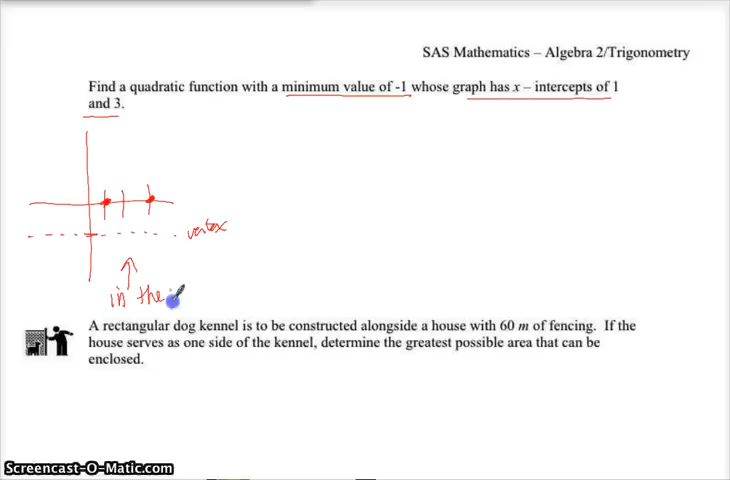 SAS Mathematics – Algebra 2/Trigonometry
Find a quadratic function with a minimum value of -1 whose graph has x – intercepts of 1
and 3.
vertex
in the
A rectangular dog kennel is to be constructed alongside a house with 60 m of fencing. If the
house serves as one side of the kennel, determine the greatest possible area that can be
enclosed.
Screencast-O-Matic.com